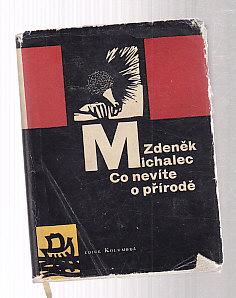 Zdeněk
Michalec
Co nevíte
o přírodě
EDICE KOLUMBUS